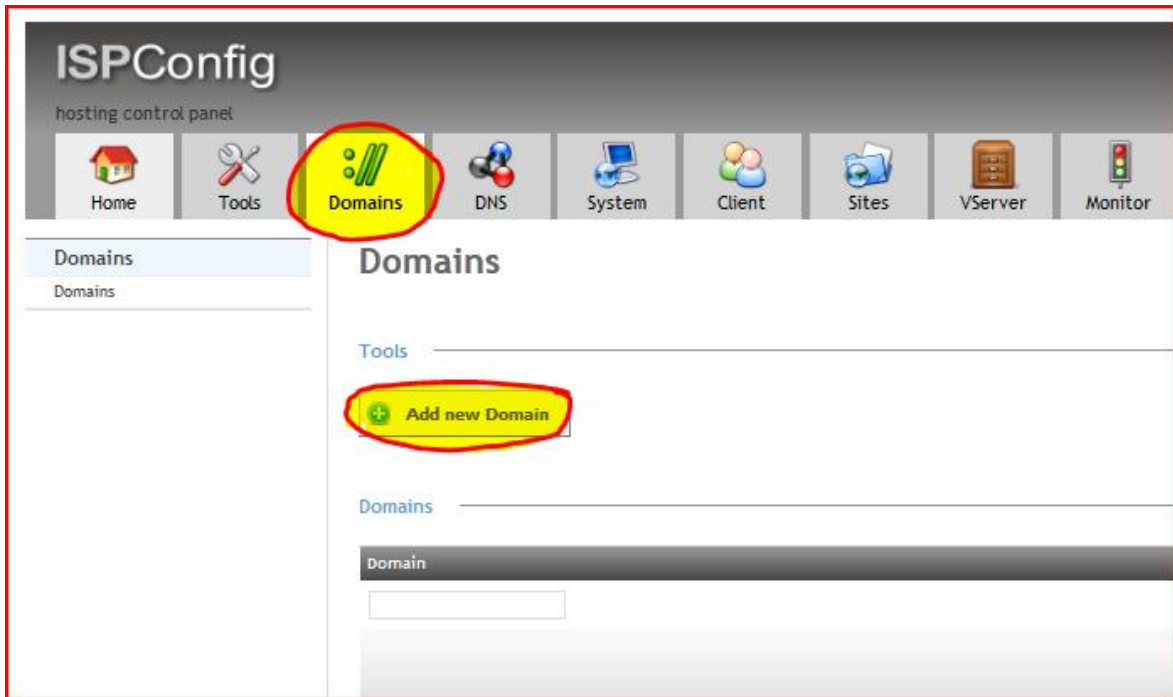 ISPConfig
hosting control panel
Home Tools Domains DNS System Client Sites VServer Monitor
Domains
Domains
Domains
Tools
Add new Domain
Domains
Domain